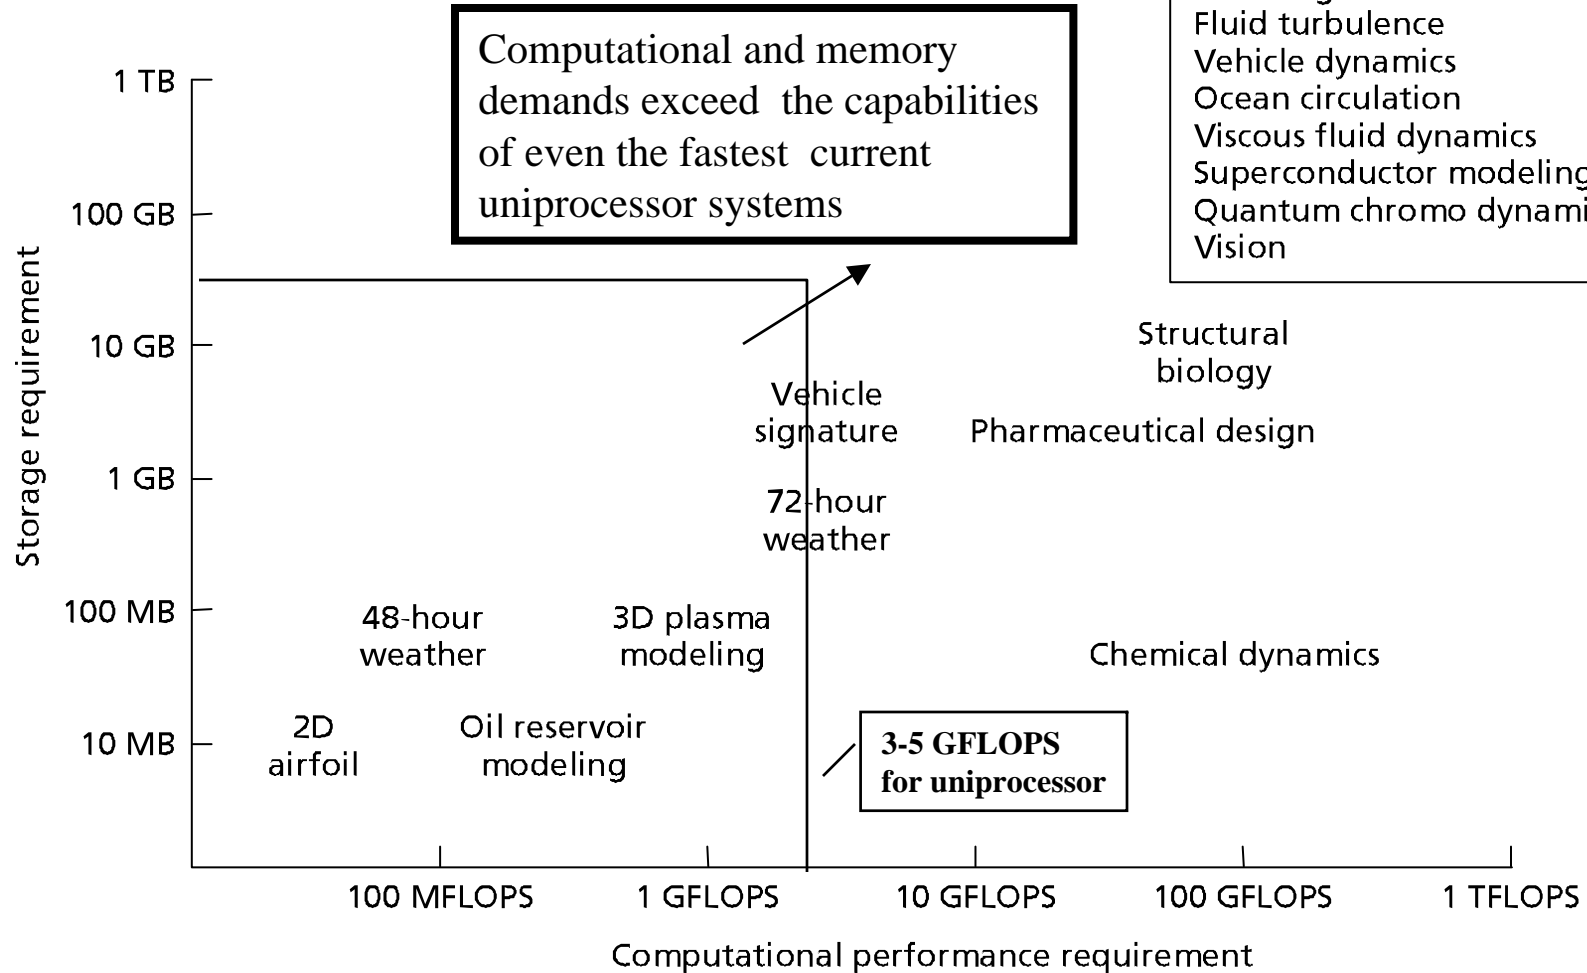 Fluid turbulence
Vehicle dynamics
Ocean circulation
Viscous fluid dynamics
Superconductor modeling
Quantum chromo dynami
Vision
Computational and memory
demands exceed the capabilities
of even the fastest current
uniprocessor systems
Storage requirement
1 TB
100 GB
10 GB
1 GB
100 MB
10 MB
Structural
biology
Vehicle
signature
Pharmaceutical design
72-hour
weather
48-hour
weather
3D plasma
modeling
Chemical dynamics
2D
airfoil
Oil reservoir
modeling
3-5 GFLOPS
for uniprocessor
100 MFLOPS
1 GFLOPS
10 GFLOPS
100 GFLOPS
1 TFLOPS
Computational performance requirement